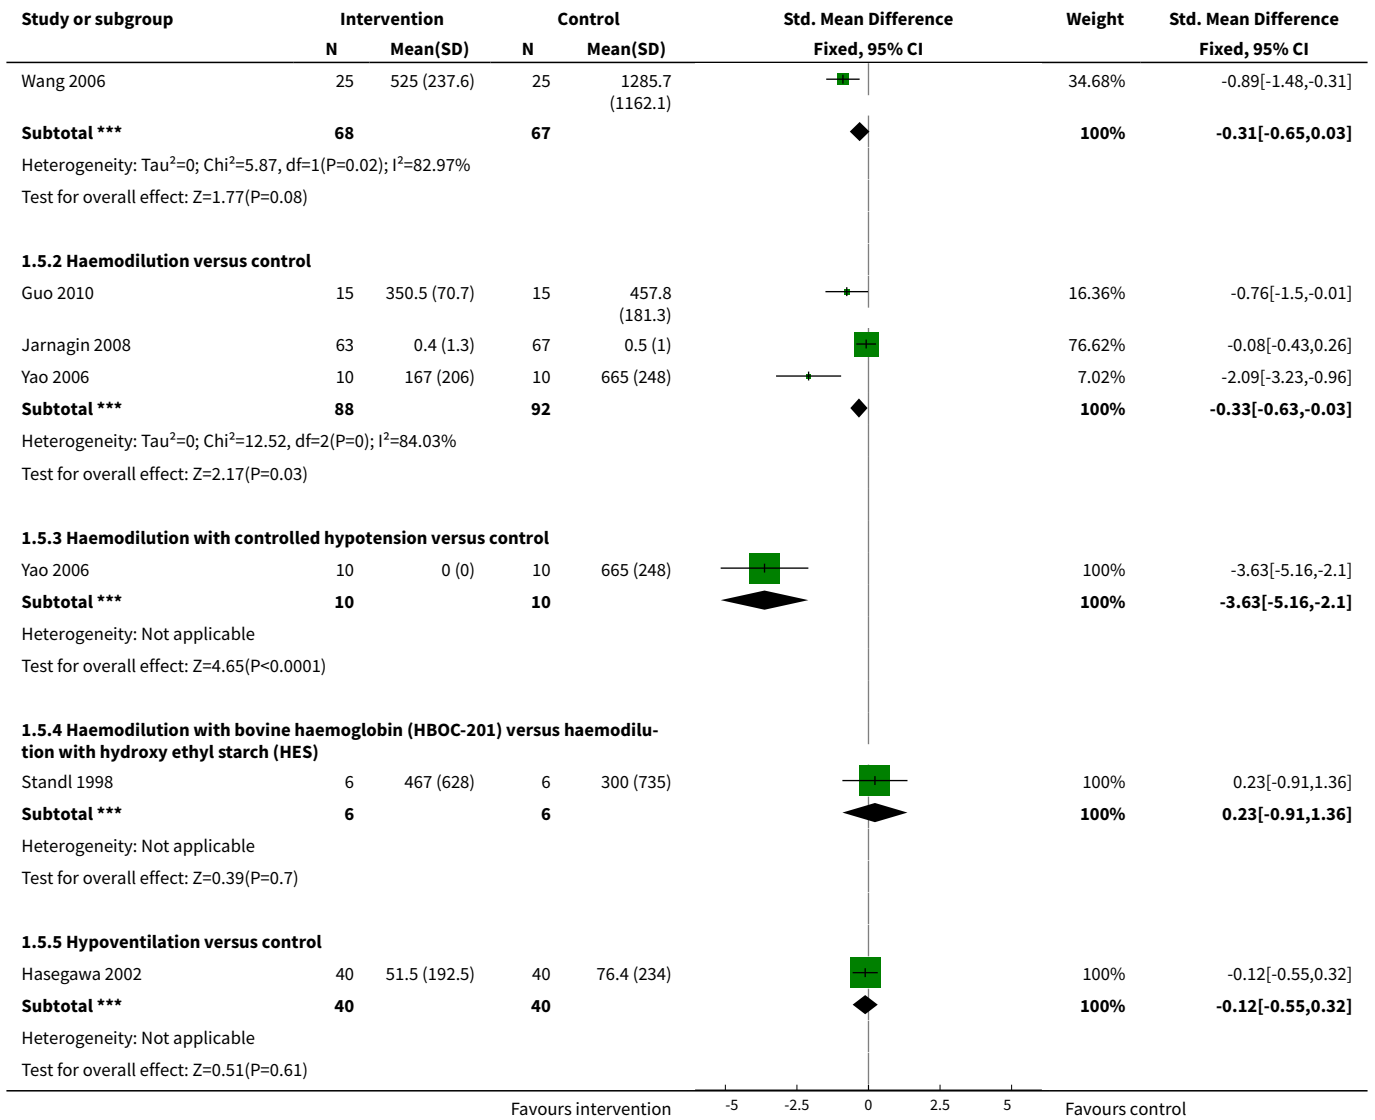 Study or subgroup Intervention Control Std. Mean Difference Weight Std. Mean Difference
N Mean(SD) N Mean(SD) Fixed, 95% CI Fixed, 95% CI
Wang 2006 25 525 (237.6) 25 1285.7 34.68% -0.89[-1.48,-0.31]
(1162.1)
Subtotal *** 68 67 100% -0.31[-0.65,0.03]
Heterogeneity: Tau²=0; Chi²=5.87, df=1(P=0.02); I²=82.97%
Test for overall effect: Z=1.77(P=0.08)
1.5.2 Haemodilution versus control
Guo 2010 15 350.5 (70.7) 15 457.8 16.36% -0.76[-1.5,-0.01]
(181.3)
Jarnagin 2008 63 0.4 (1.3) 67 0.5 (1) 76.62% -0.08[-0.43,0.26]
Yao 2006 10 167 (206) 10 665 (248) 7.02% -2.09[-3.23,-0.96]
Subtotal *** 88 92 100% -0.33[-0.63,-0.03]
Heterogeneity: Tau²=0; Chi²=12.52, df=2(P=0); I²=84.03%
Test for overall effect: Z=2.17(P=0.03)
1.5.3 Haemodilution with controlled hypotension versus control
Yao 2006 10 0 (0) 10 665 (248) 100% -3.63[-5.16,-2.1]
Subtotal *** 10 10 100% -3.63[-5.16,-2.1]
Heterogeneity: Not applicable
Test for overall effect: Z=4.65(P<0.0001)
1.5.4 Haemodilution with bovine haemoglobin (HBOC-201) versus haemodilu-
tion with hydroxy ethyl starch (HES)
Standl 1998 6 467 (628) 6 300 (735) 100% 0.23[-0.91,1.36]
Subtotal *** 6 6 100% 0.23[-0.91,1.36]
Heterogeneity: Not applicable
Test for overall effect: Z=0.39(P=0.7)
1.5.5 Hypoventilation versus control
Hasegawa 2002 40 51.5 (192.5) 40 76.4 (234) 100% -0.12[-0.55,0.32]
Subtotal *** 40 40 100% -0.12[-0.55,0.32]
Heterogeneity: Not applicable
Test for overall effect: Z=0.51(P=0.61)
Favours intervention -5 -2.5 0 2.5 5 Favours control